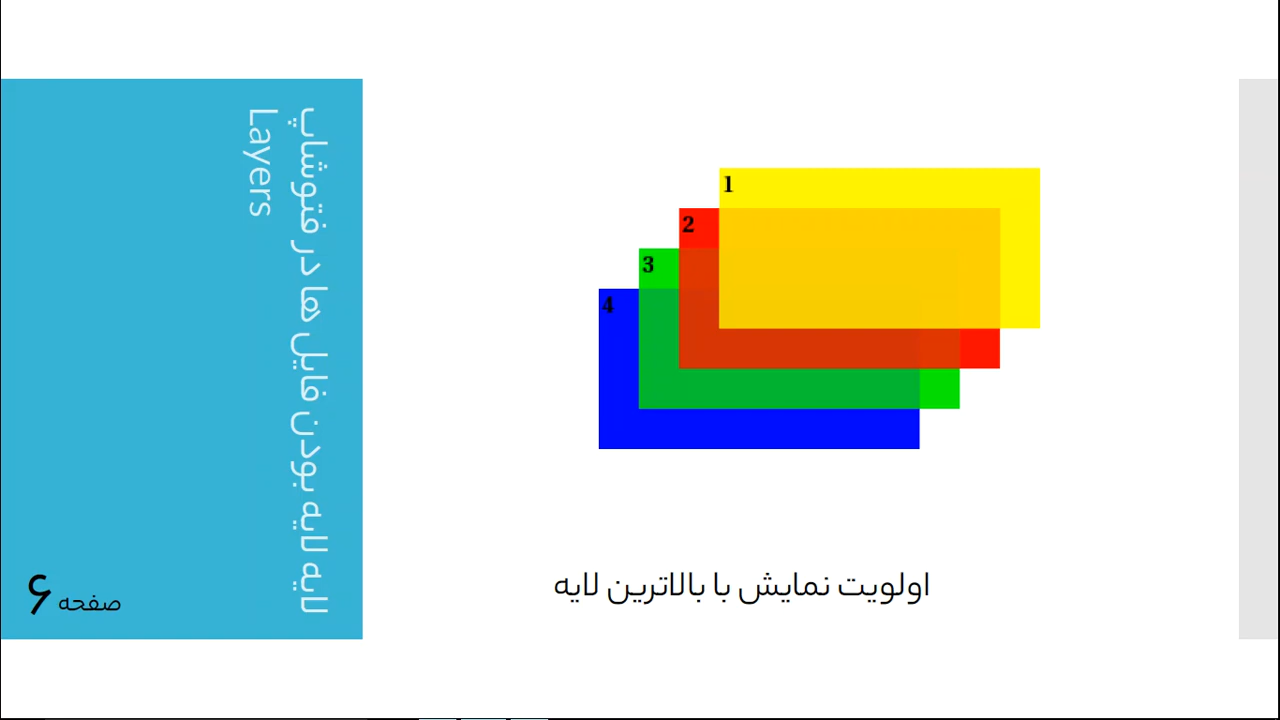 لایه لایه بودن فایل ها در فتوشاپ
Layers
1
2
3
4
اولویت نمایش با بالاترین لایه
صفحه ۶